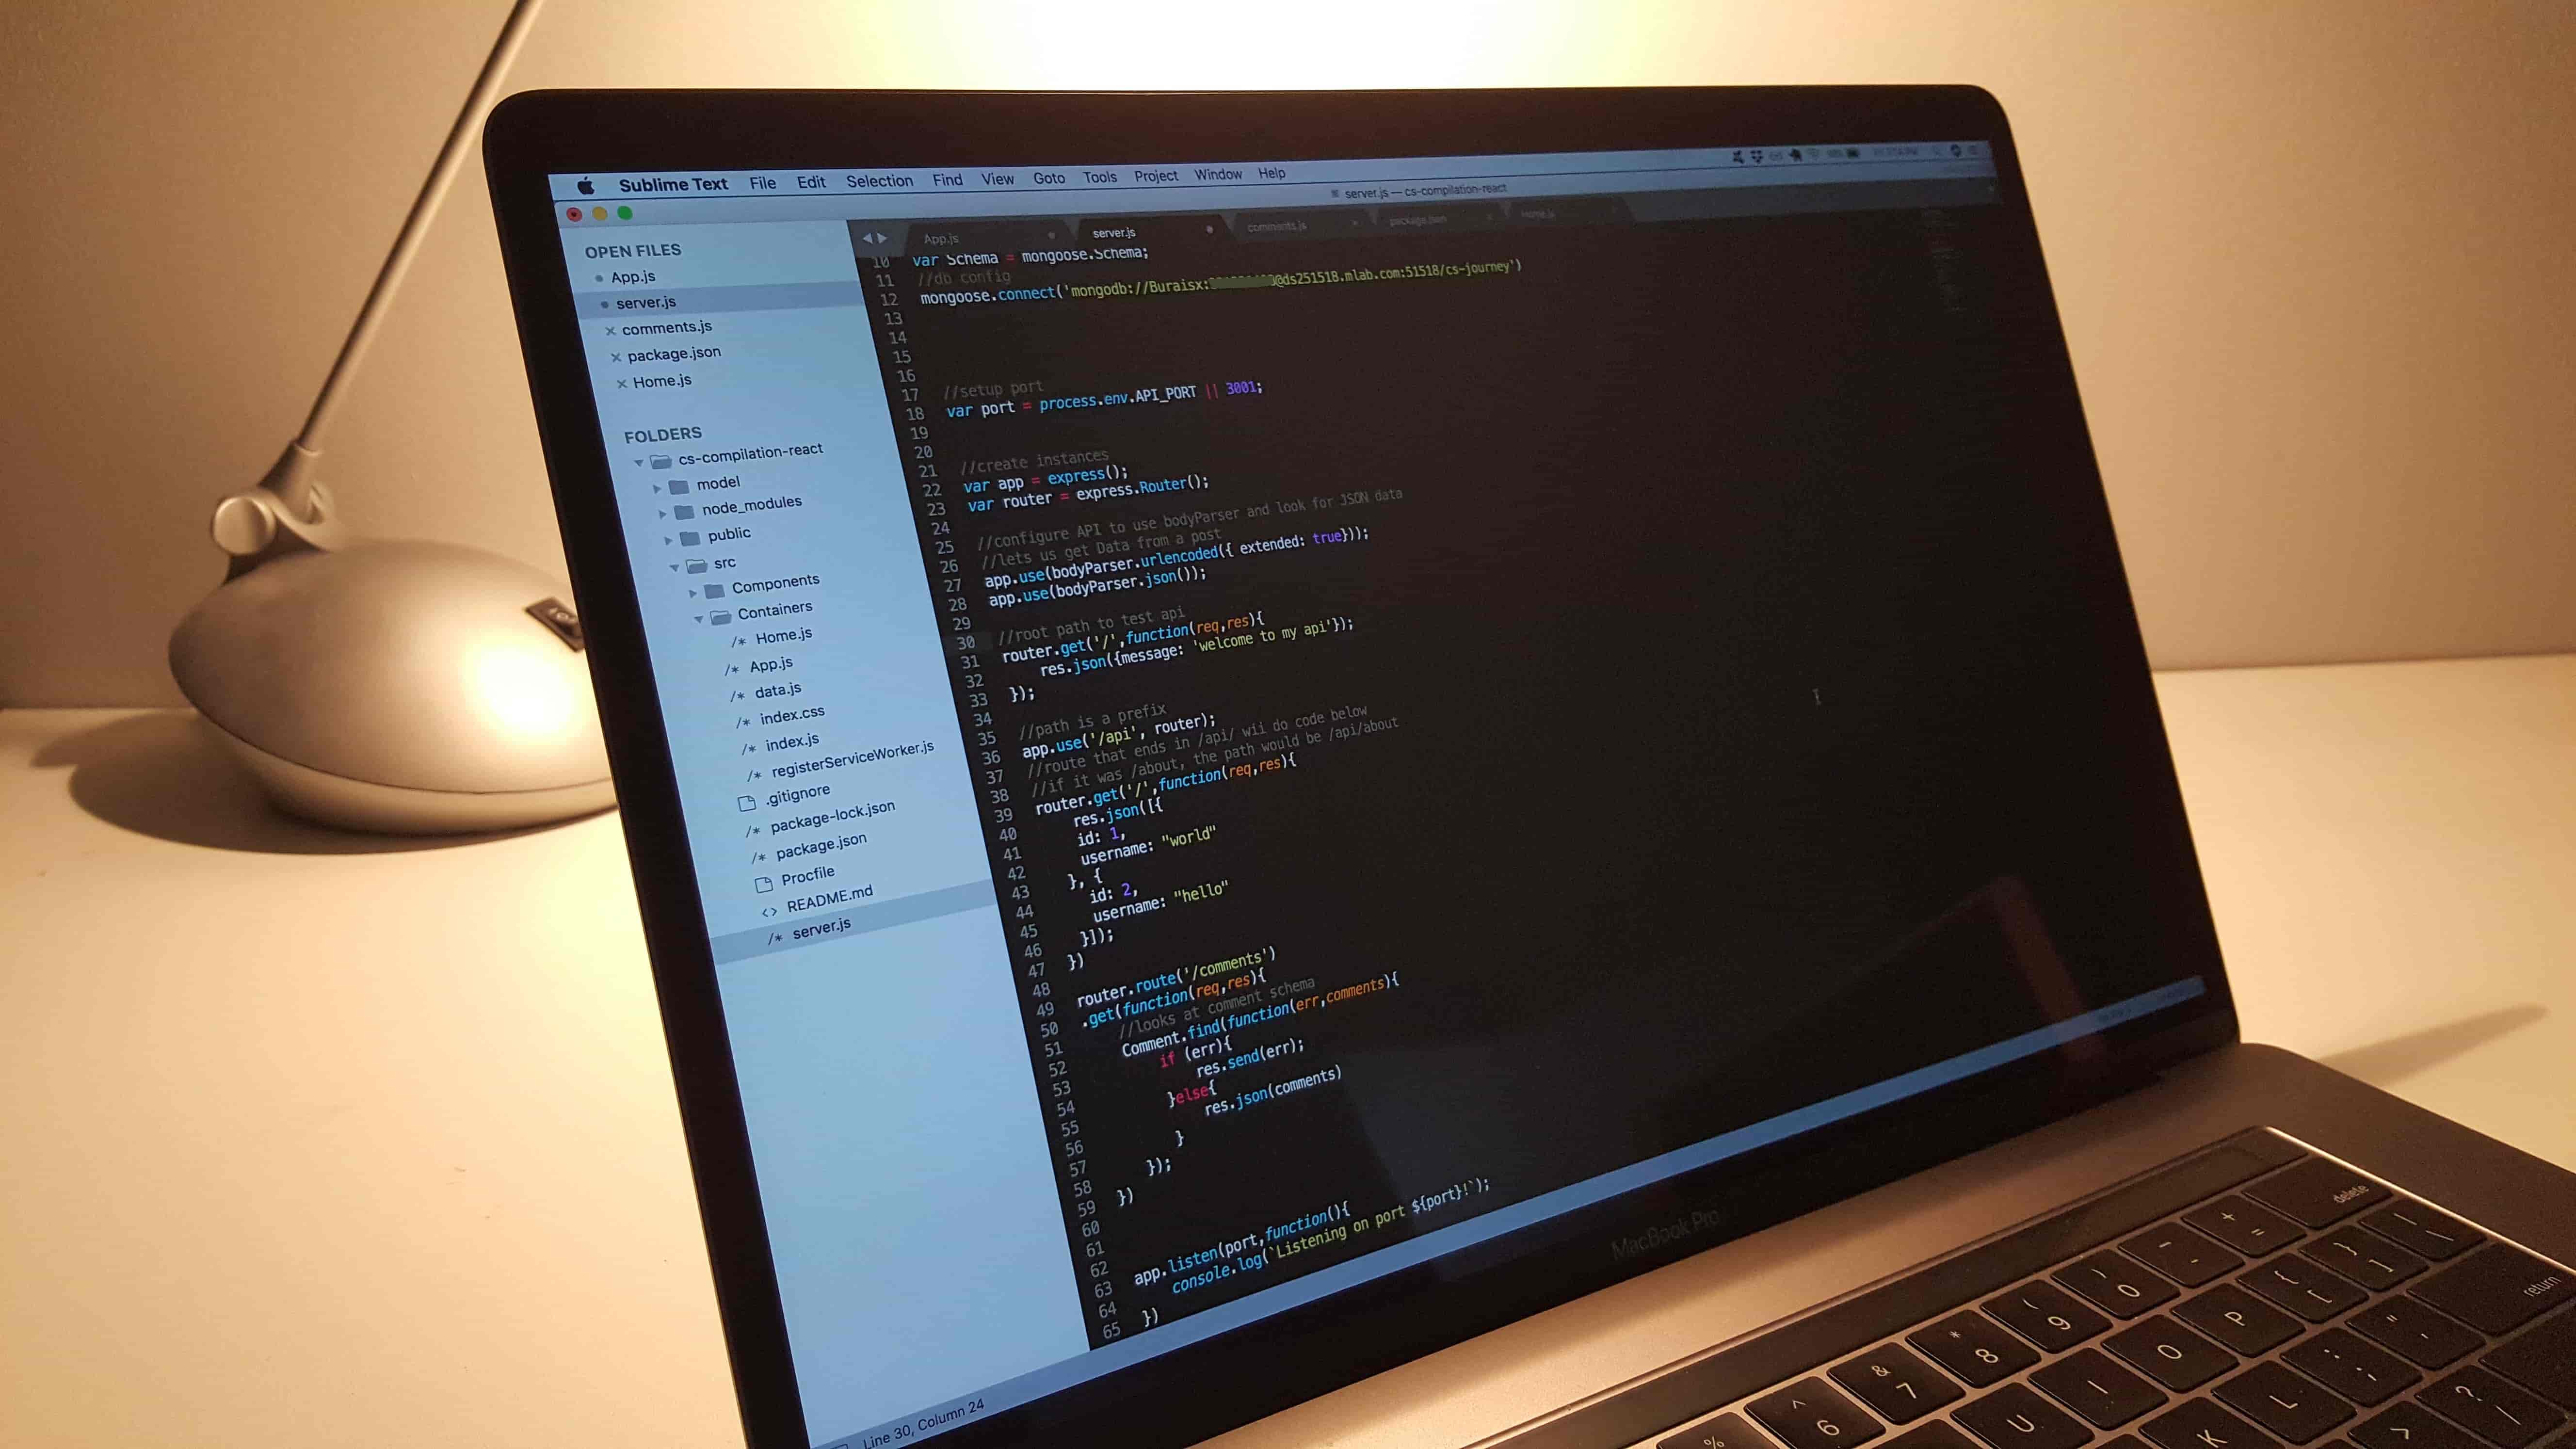 Sublime Text File Edit Selection Find View Goto Tools Project Window Help
server.js — cs-compilation-react
OPEN FILES
App.js
server.js
comments.js
package.json
Home.js
FOLDERS
cs-compilation-react
model
node_modules
public
src
Components
Containers
/* Home.js
/* App.js
/* data.js
/* index.css
/* index.js
/* registerServiceWorker.js
.gitignore
/* package-lock.json
/* package.json
Procfile
<> README.md
/* server.js
App.js server.js comments.js package.json Home.js
10 var Schema = mongoose.Schema;
11 //db config
12 mongoose.connect('mongodb://Buraisx: @ds251518.mlab.com:51518/cs-journey')
13
14
15
16
17 //setup port
18 var port = process.env.API_PORT || 3001;
19
20
21 //create instances
22 var app = express();
23 var router = express.Router();
24
25 //configure API to use bodyParser and look for JSON data
26 //lets us get Data from a post
27 app.use(bodyParser.urlencoded({ extended: true}));
28 app.use(bodyParser.json());
29
30 //root path to test api
31 router.get('/',function(req,res){
32 res.json({message: 'welcome to my api'});
33 });
34
35 //path is a prefix
36 app.use('/api', router);
37 //route that ends in /api/ wii do code below
38 //if it was /about, the path would be /api/about
39 router.get('/',function(req,res){
40 res.json([{
41 id: 1,
42 username: "world"
43 }, {
44 id: 2,
45 username: "hello"
46 }]);
47 })
48
49 router.route('/comments')
50 .get(function(req,res){
51 //looks at comment schema
52 Comment.find(function(err,comments){
53 if (err){
54 res.send(err);
55 }else{
56 res.json(comments)
57 }
58 });
59 })
60
61
62
63 app.listen(port,function(){
64 console.log(`Listening on port ${port}!`);
65 })
Line 30, Column 24
MacBook Pro
delete
+ =
_ -
) 0
( 9
* 8
& 7
^ 6
%
return
| \
} ]
{ [
P
O
I
U
" '
: ;
L
K
? /
>